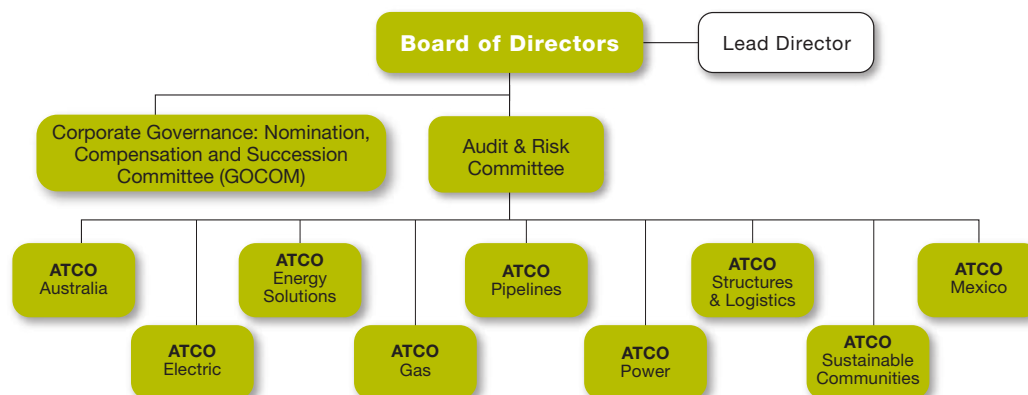 Board of Directors
Lead Director
Corporate Governance: Nomination,
Compensation and Succession
Committee (GOCOM)
Audit & Risk
Committee
ATCO
Australia
ATCO
Energy
Solutions
ATCO
Pipelines
ATCO
Structures
& Logistics
ATCO
Mexico
ATCO
Electric
ATCO
Gas
ATCO
Power
ATCO
Sustainable
Communities